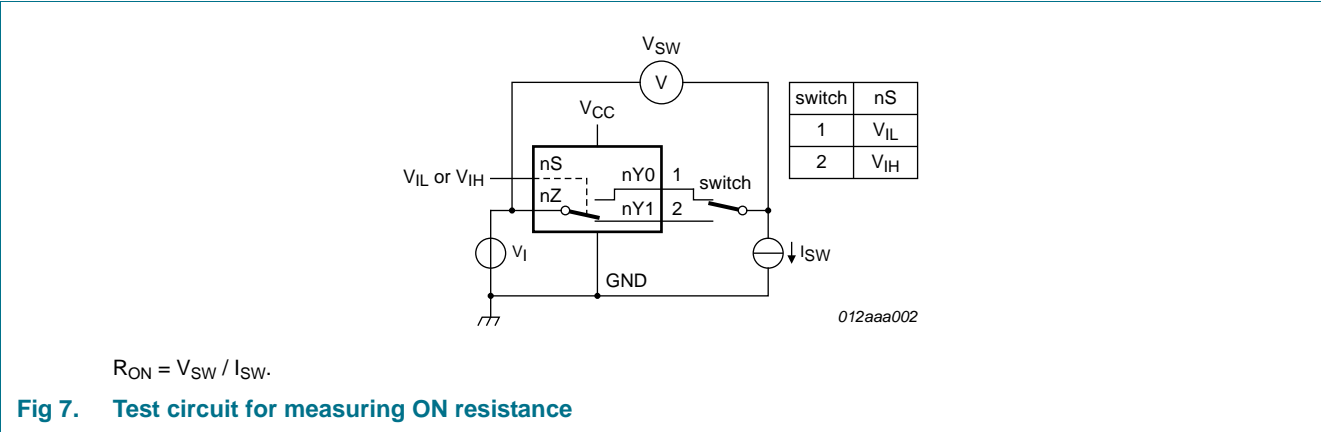 VSW
V
switch nS
1 VIL
2 VIH
VCC
VIL or VIH
nS
nZ
nY0 1
nY1 2
switch
VI
ISW
GND
012aaa002
RON = VSW / ISW.
Fig 7. Test circuit for measuring ON resistance